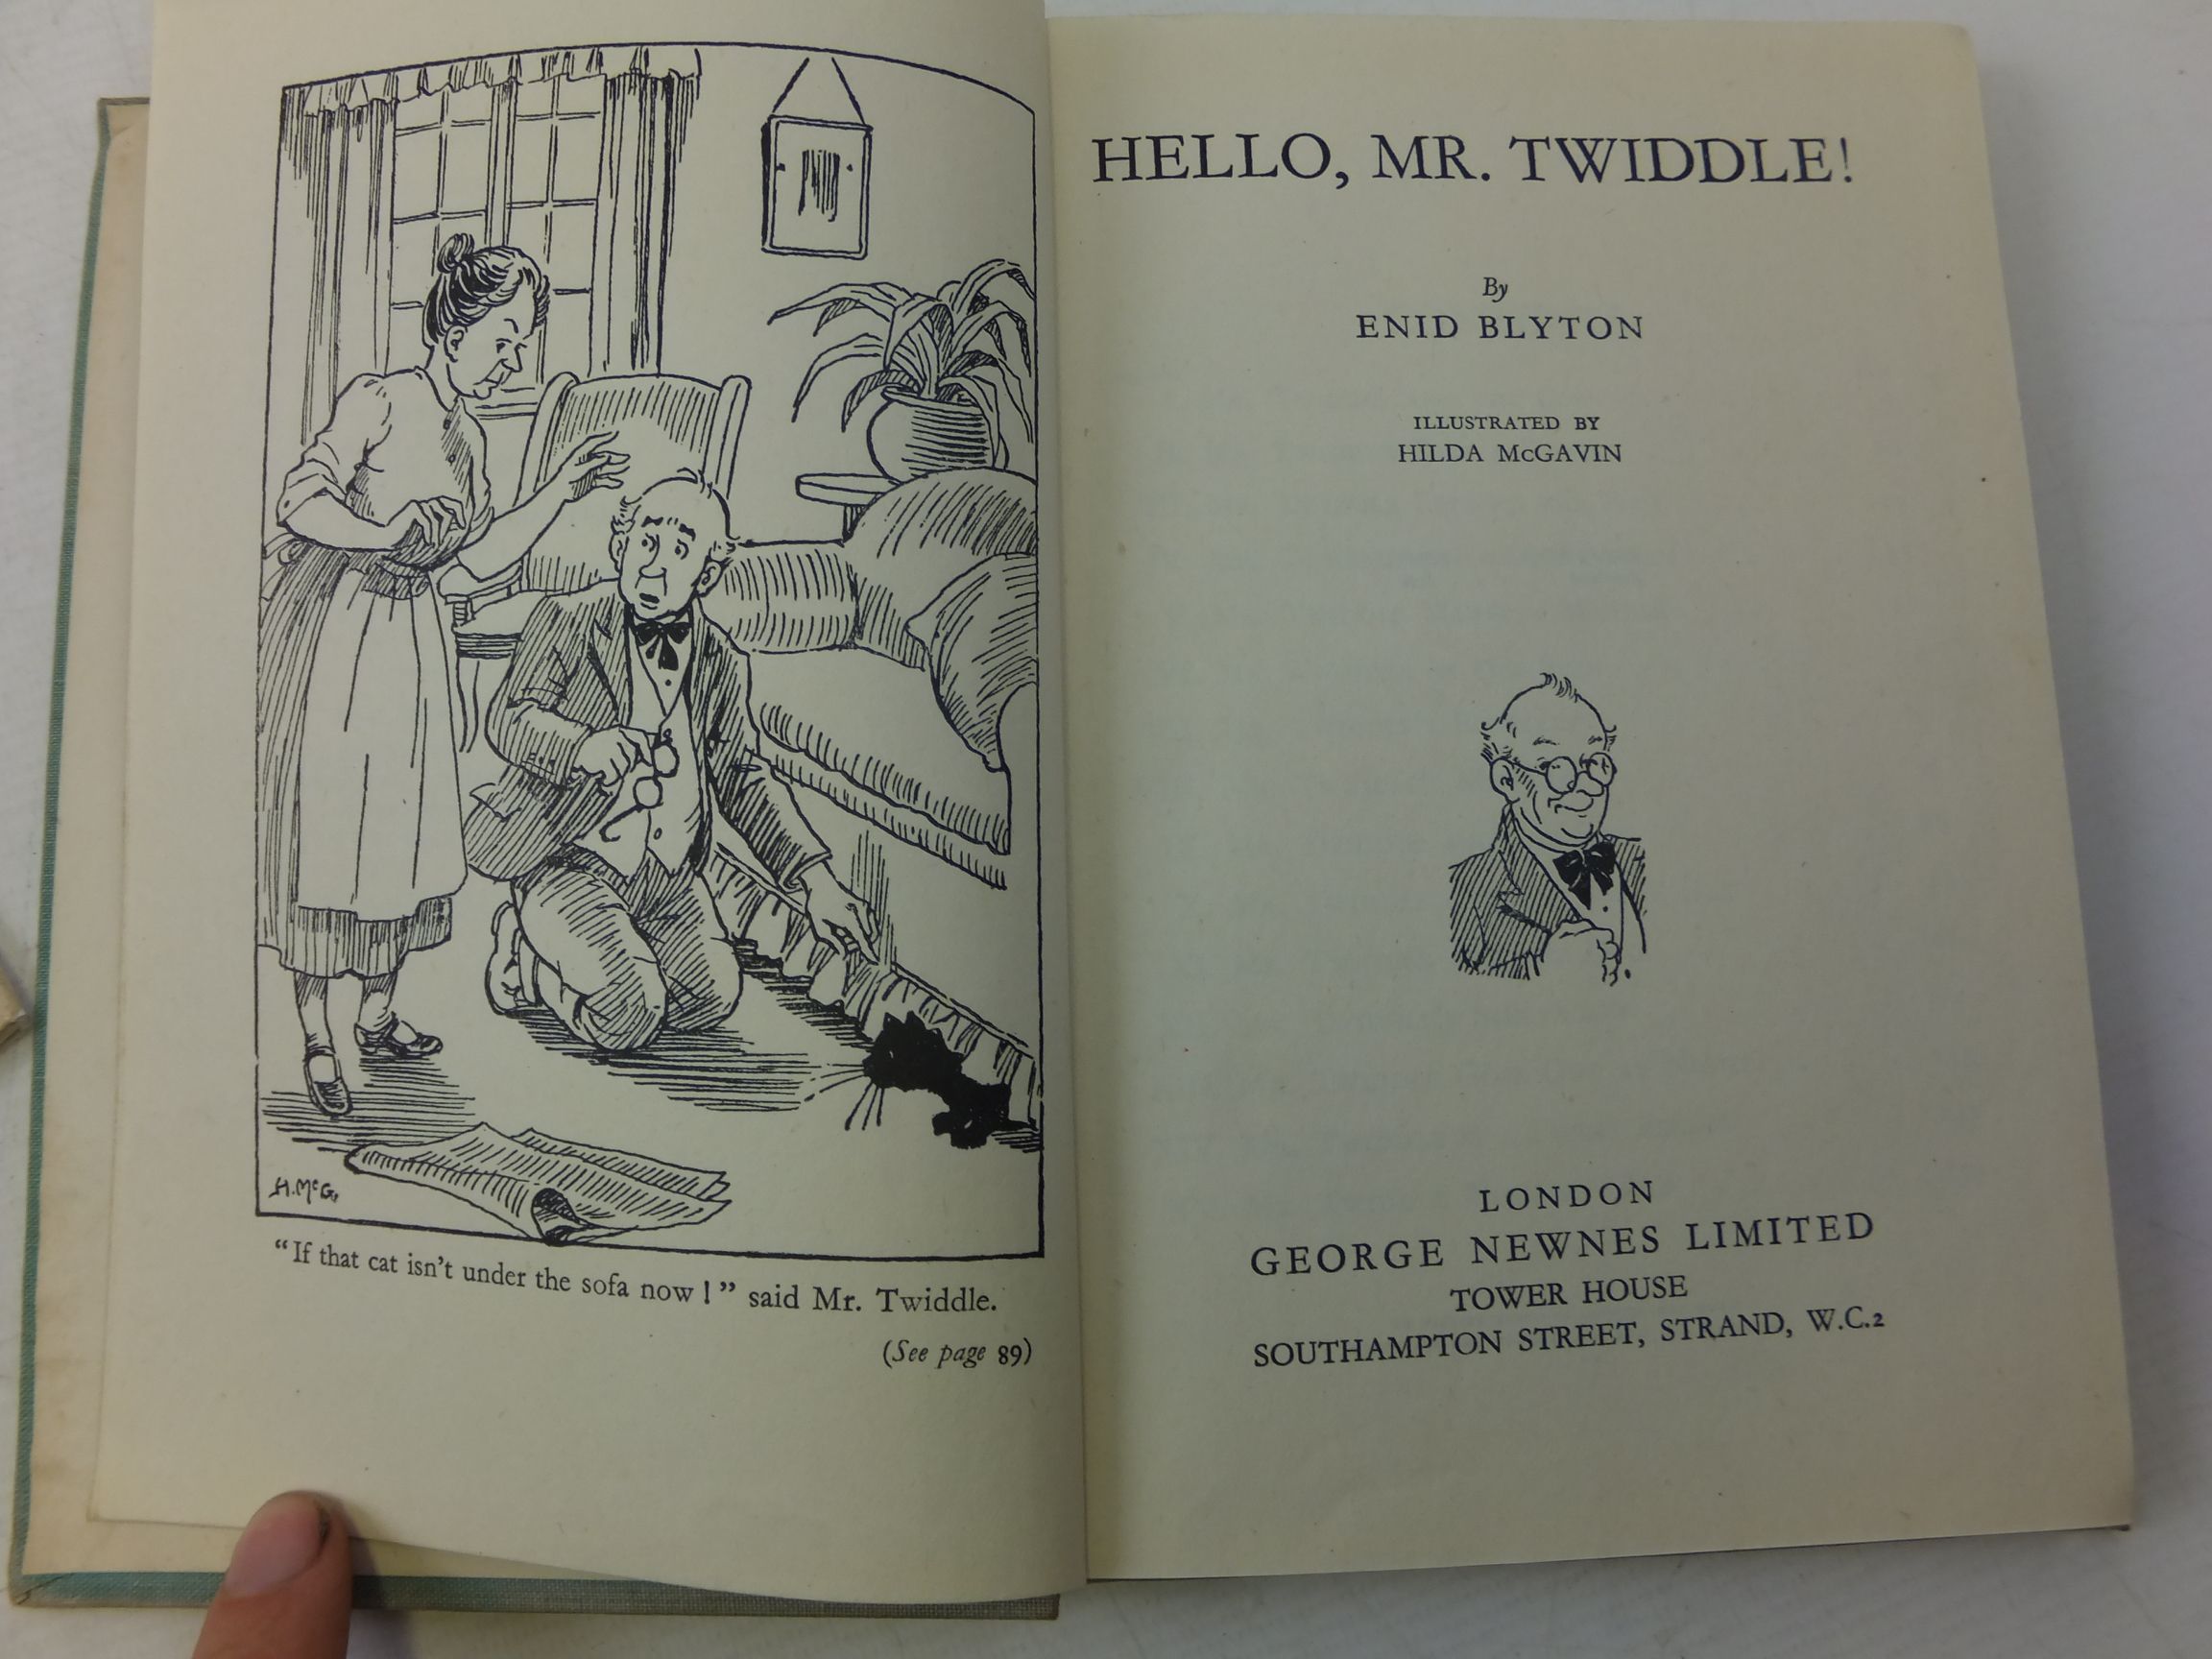 H. McG.
“If that cat isn't under the sofa now!” said Mr. Twiddle.
(See page 89)
HELLO, MR. TWIDDLE!
By
ENID BLYTON
ILLUSTRATED BY
HILDA McGAVIN
LONDON
GEORGE NEWNES LIMITED
TOWER HOUSE
SOUTHAMPTON STREET, STRAND, W.C.2